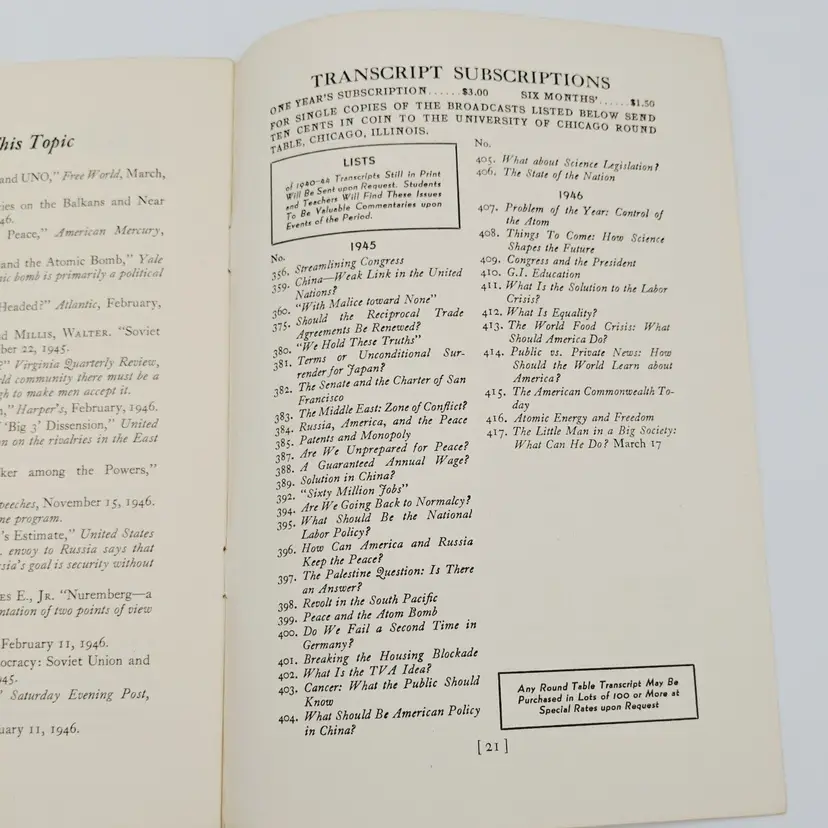 his Topic
and UNO," Free World, March,
ies on the Balkans and Near
46.
Peace," American Mercury,
and the Atomic Bomb," Yale
ic bomb is primarily a political
Headed?" Atlantic, February,
d MILLIS, WALTER. "Soviet
ber 22, 1945.
?" Virginia Quarterly Review,
ld community there must be a
gh to make men accept it.
," Harper's, February, 1946.
'Big 3' Dissension," United
on on the rivalries in the East
ker among the Powers,"
peeches, November 15, 1946.
ne program.
's Estimate," United States
. envoy to Russia says that
sia's goal is security without
ES E., JR. "Nuremberg—a
ntation of two points of view
February 11, 1946.
ocracy: Soviet Union and
945.
" Saturday Evening Post,
uary 11, 1946.
TRANSCRIPT SUBSCRIPTIONS
ONE YEAR'S SUBSCRIPTION......$3.00 SIX MONTHS'......$1.50
FOR SINGLE COPIES OF THE BROADCASTS LISTED BELOW SEND
TEN CENTS IN COIN TO THE UNIVERSITY OF CHICAGO ROUND
TABLE, CHICAGO, ILLINOIS.
LISTS
of 1940–44 Transcripts Still in Print
Will Be Sent upon Request. Students
and Teachers Will Find These Issues
To Be Valuable Commentaries upon
Events of the Period.
1945
No.
356. Streamlining Congress
359. China—Weak Link in the United
Nations?
360. "With Malice toward None"
375. Should the Reciprocal Trade
Agreements Be Renewed?
380. "We Hold These Truths"
381. Terms or Unconditional Sur-
render for Japan?
382. The Senate and the Charter of San
Francisco
383. The Middle East: Zone of Conflict?
384. Russia, America, and the Peace
385. Patents and Monopoly
387. Are We Unprepared for Peace?
388. A Guaranteed Annual Wage?
389. Solution in China?
392. "Sixty Million Jobs"
394. Are We Going Back to Normalcy?
395. What Should Be the National
Labor Policy?
396. How Can America and Russia
Keep the Peace?
397. The Palestine Question: Is There
an Answer?
398. Revolt in the South Pacific
399. Peace and the Atom Bomb
400. Do We Fail a Second Time in
Germany?
401. Breaking the Housing Blockade
402. What Is the TVA Idea?
403. Cancer: What the Public Should
Know
404. What Should Be American Policy
in China?
No.
405. What about Science Legislation?
406. The State of the Nation
1946
407. Problem of the Year: Control of
the Atom
408. Things To Come: How Science
Shapes the Future
409. Congress and the President
410. G.I. Education
411. What Is the Solution to the Labor
Crisis?
412. What Is Equality?
413. The World Food Crisis: What
Should America Do?
414. Public vs. Private News: How
Should the World Learn about
America?
415. The American Commonwealth To-
day
416. Atomic Energy and Freedom
417. The Little Man in a Big Society:
What Can He Do? March 17
Any Round Table Transcript May Be
Purchased in Lots of 100 or More at
Special Rates upon Request
[ 21 ]